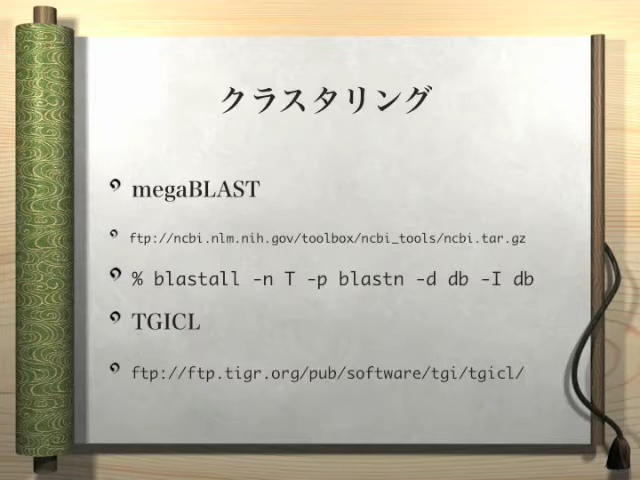 クラスタリング
megaBLAST
ftp://ncbi.nlm.nih.gov/toolbox/ncbi_tools/ncbi.tar.gz
% blastall -n T -p blastn -d db -I db
TGICL
ftp://ftp.tigr.org/pub/software/tgi/tgicl/